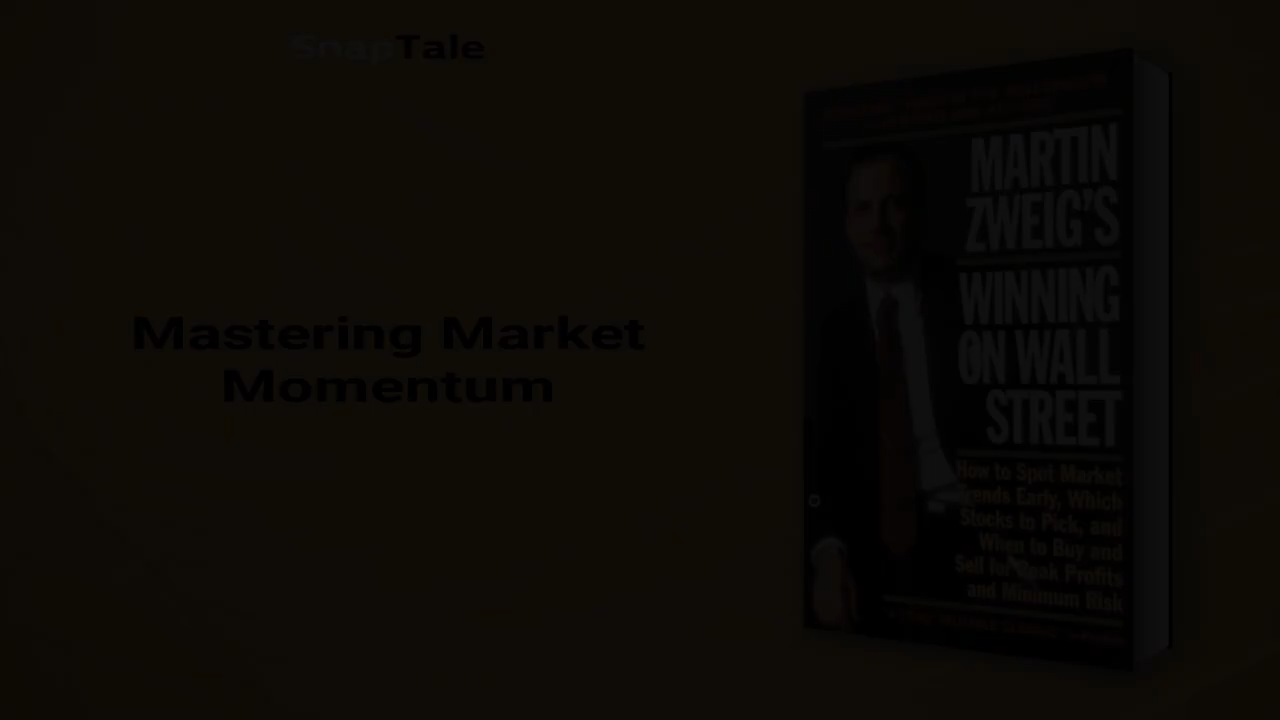 SnapTale
Mastering Market
Momentum
MARTIN
ZWEIG'S
WINNING
ON WALL
STREET
How to Spot Market
Trends Early, Which
Stocks to Pick, and
When to Buy and
Sell for Peak Profits
and Minimum Risk